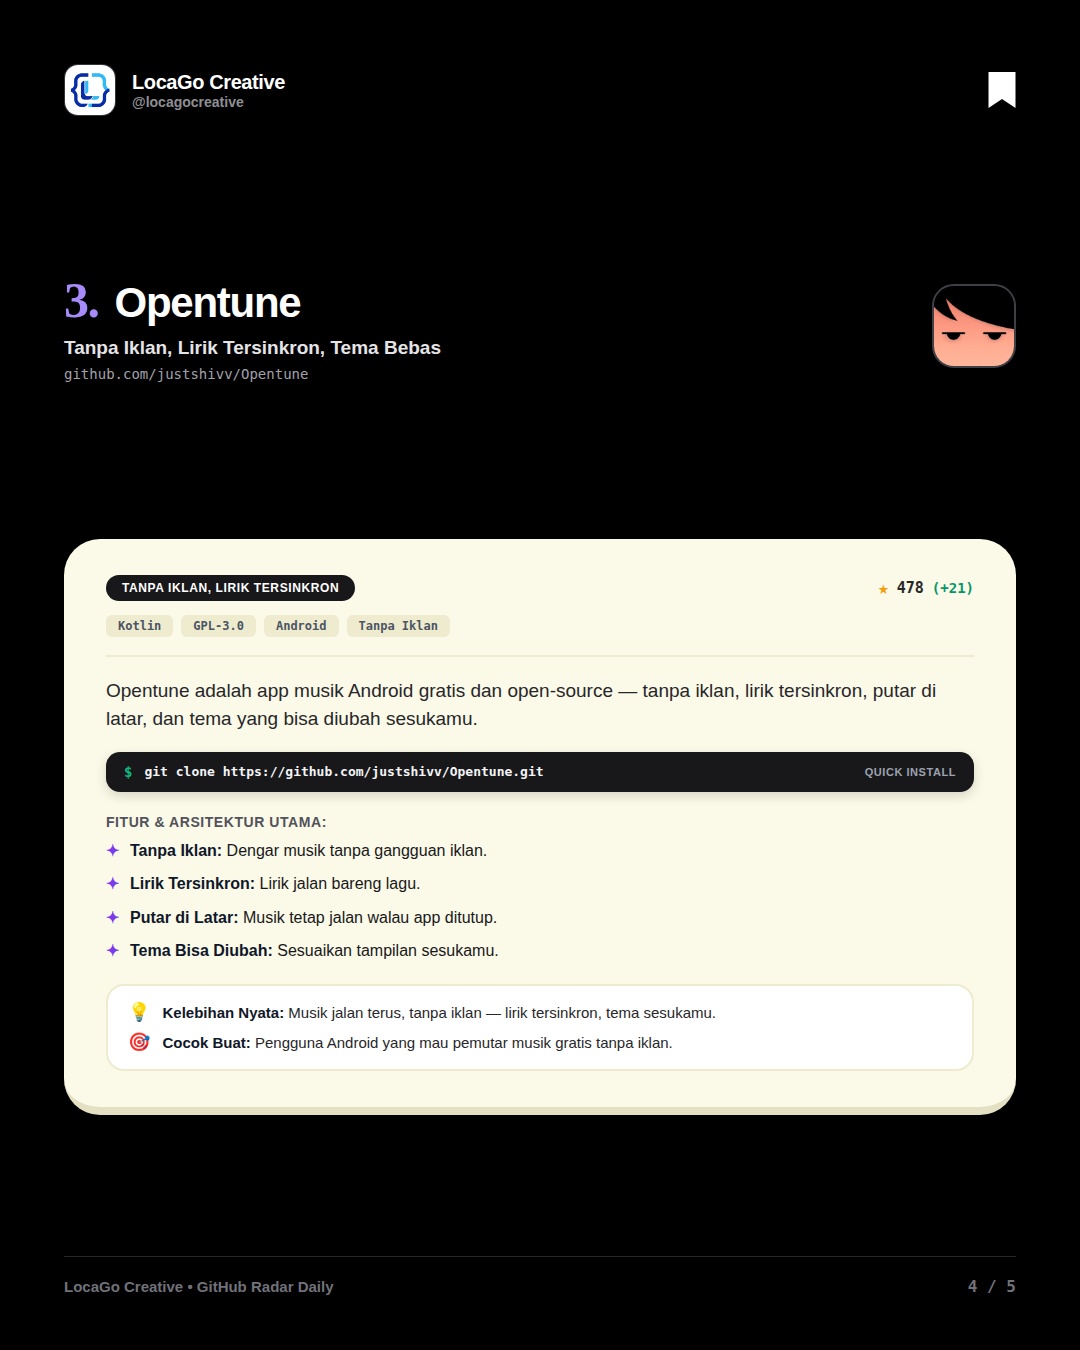 LocaGo Creative
@locagocreative
3. Opentune
Tanpa Iklan, Lirik Tersinkron, Tema Bebas
github.com/justshivv/Opentune
TANPA IKLAN, LIRIK TERSINKRON
★ 478 (+21)
Kotlin GPL-3.0 Android Tanpa Iklan
Opentune adalah app musik Android gratis dan open-source — tanpa iklan, lirik tersinkron, putar di
latar, dan tema yang bisa diubah sesukamu.
$ git clone https://github.com/justshivv/Opentune.git QUICK INSTALL
FITUR & ARSITEKTUR UTAMA:
✦ Tanpa Iklan: Dengar musik tanpa gangguan iklan.
✦ Lirik Tersinkron: Lirik jalan bareng lagu.
✦ Putar di Latar: Musik tetap jalan walau app ditutup.
✦ Tema Bisa Diubah: Sesuaikan tampilan sesukamu.
💡 Kelebihan Nyata: Musik jalan terus, tanpa iklan — lirik tersinkron, tema sesukamu.
🎯 Cocok Buat: Pengguna Android yang mau pemutar musik gratis tanpa iklan.
LocaGo Creative • GitHub Radar Daily
4 / 5